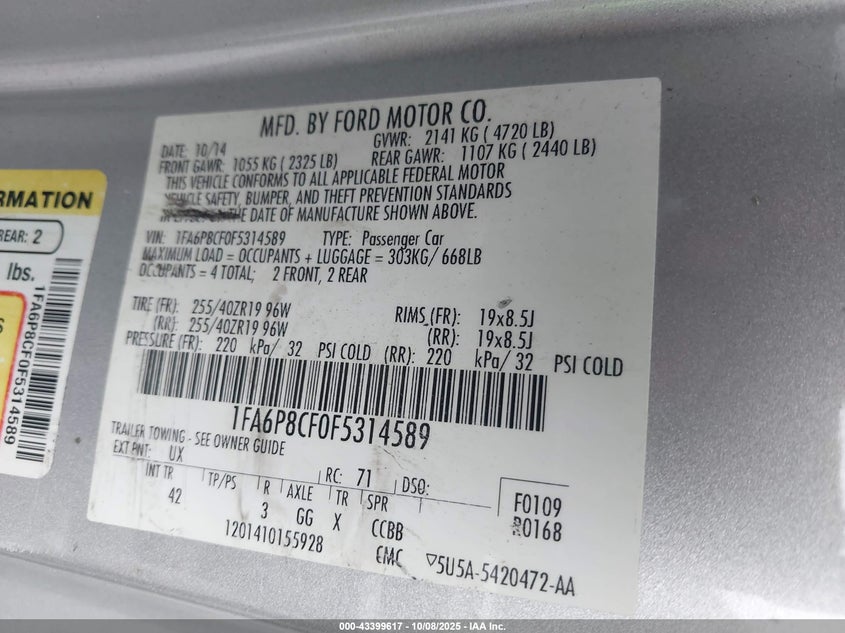 MFD. BY FORD MOTOR CO.
DATE: 10/14 GVWR: 2141 KG ( 4720 LB)
FRONT GAWR: 1055 KG ( 2325 LB) REAR GAWR: 1107 KG ( 2440 LB)
THIS VEHICLE CONFORMS TO ALL APPLICABLE FEDERAL MOTOR
VEHICLE SAFETY, BUMPER, AND THEFT PREVENTION STANDARDS
THE DATE OF MANUFACTURE SHOWN ABOVE.
VIN: 1FA6P8CF0F5314589 TYPE: Passenger Car
MAXIMUM LOAD = OCCUPANTS + LUGGAGE = 303KG/ 668LB
OCCUPANTS = 4 TOTAL; 2 FRONT, 2 REAR
TIRE (FR): 255/40ZR19 96W RIMS (FR): 19x8.5J
(RR): 255/40ZR19 96W (RR): 19x8.5J
PRESSURE (FR): 220 kPa/ 32 PSI COLD (RR): 220 kPa/ 32 PSI COLD
1FA6P8CF0F5314589
TRAILER TOWING - SEE OWNER GUIDE
EXT PNT: UX RC: 71 DSO:
INT TR TP/PS R AXLE TR SPR
42 3 GG X CCBB
F0109
R0168
1201410155928 EMC ▽5U5A-5420472-AA
RMATION
REAR: 2
lbs.
S
1FA6P8CF0F5314589
000-43399617 - 10/08/2025 - IAA Inc.